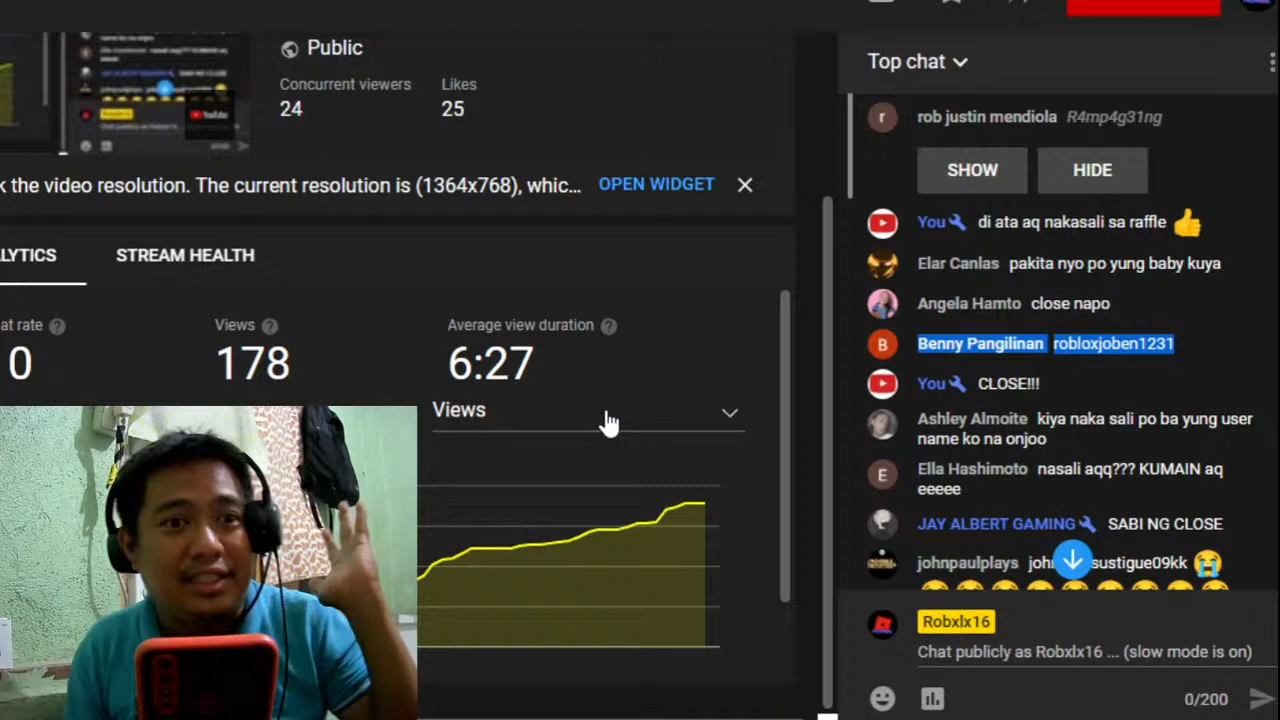 Public
Concurrent viewers
Likes
24
25
YouTube
k the video resolution. The current resolution is (1364x768), whic...
OPEN WIDGET
LYTICS
STREAM HEALTH
at rate
Views
Average view duration
0
178
6:27
Views
Top chat
r
rob justin mendiola R4mp4g31ng
SHOW
HIDE
You di ata aq nakasali sa raffle
Elar Canlas pakita nyo po yung baby kuya
Angela Hamto close napo
B
Benny Pangilinan robloxjoben1231
You CLOSE!!!
Ashley Almoite kiya naka sali po ba yung user
name ko na onjoo
E
Ella Hashimoto nasali aqq??? KUMAIN aq
eeeee
JAY ALBERT GAMING SABI NG CLOSE
johnpaulplays
Robxlx16
Chat publicly as Robxlx16 ... (slow mode is on)
0/200